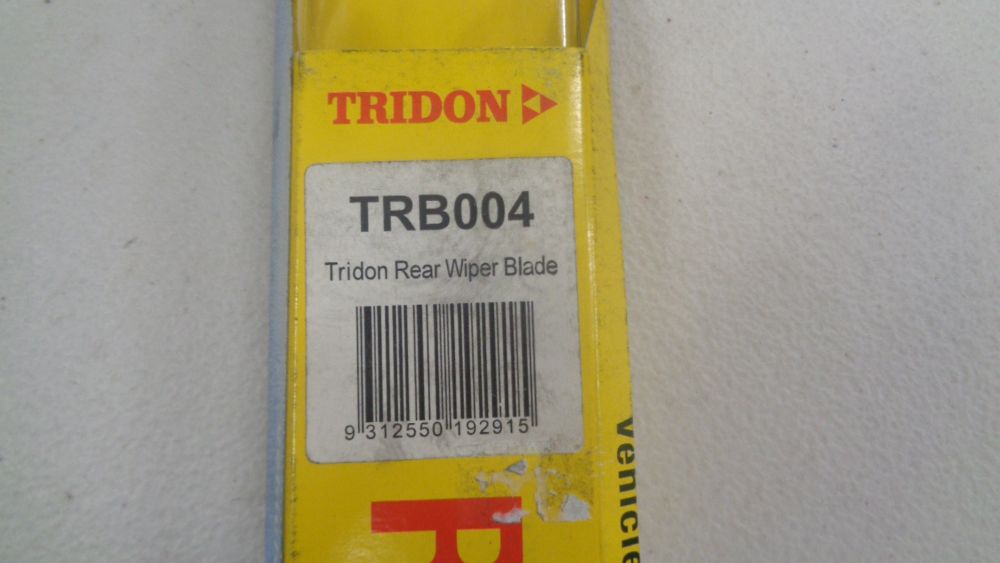 TRIDON
TRB004
Tridon Rear Wiper Blade
9 312550 192915
R
Vehicle